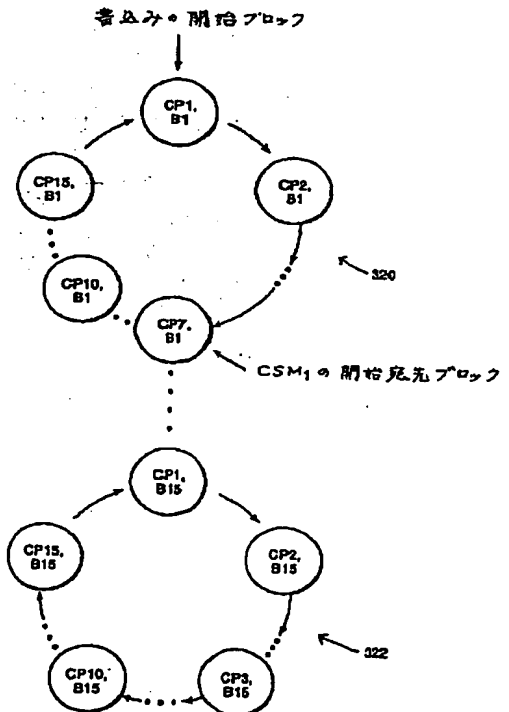 書込みの開始ブロック
CP1,
B1
CP15,
B1
CP2,
B1
CP10,
B1
320
CP7,
B1
CSM1の開始宛先ブロック
CP1,
B15
CP15,
B15
CP2,
B15
322
CP10,
B15
CP3,
B15